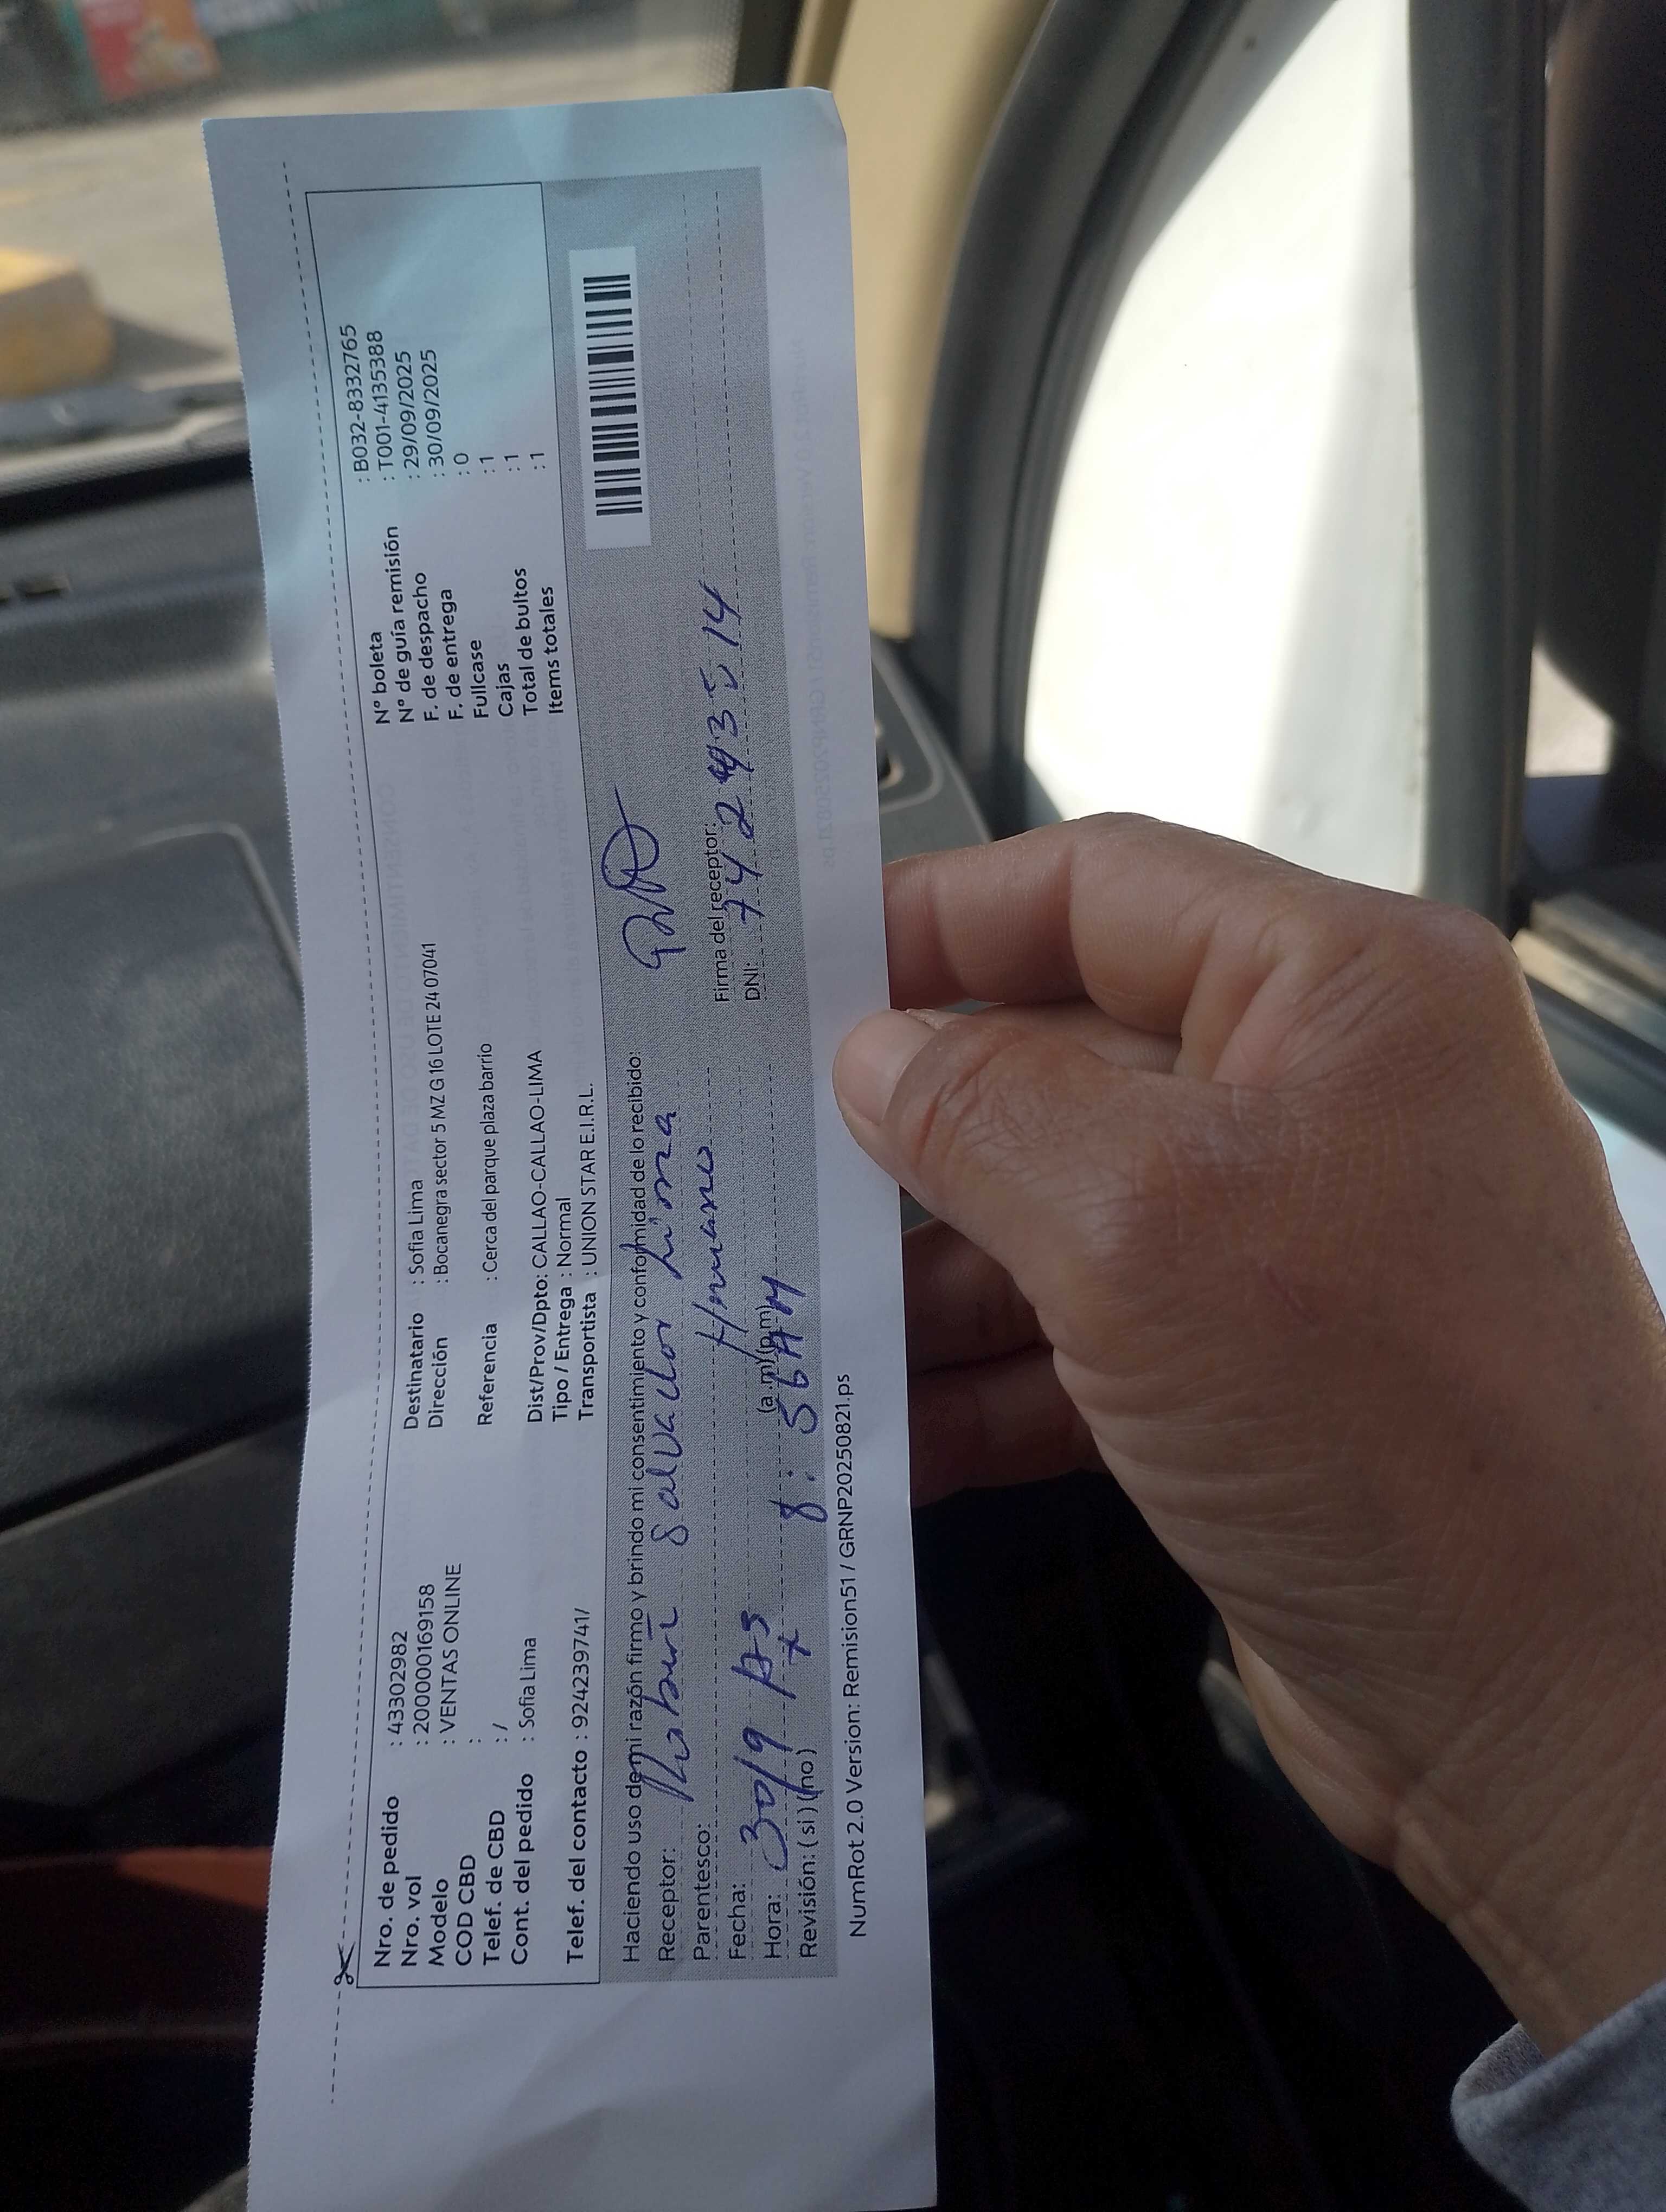 Nro. de pedido : 43302982
Nro. vol : 2000000169158
Modelo : VENTAS ONLINE
COD CBD :
Telef. de CBD : /
Cont. del pedido : Sofia Lima
Telef. del contacto : 924239741/
Destinatario : Sofia Lima
Dirección : Bocanegra sector 5 MZ G16 LOTE 24 07041
Referencia : Cerca del parque plaza barrio
Dist/Prov/Dpto: CALLAO-CALLAO-LIMA
Tipo / Entrega : Normal
Transportista : UNION STAR E.I.R.L.
N° boleta : B032-8332765
N° de guía remisión : T001-4135388
F. de despacho : 29/09/2025
F. de entrega : 30/09/2025
Fullcase : 0
Cajas : 1
Total de bultos : 1
Items totales : 1
Haciendo uso de mi razón firmo y brindo mi consentimiento y conformidad de lo recibido:
Receptor: Salvador Lima
Parentesco: Hermano
Fecha: 30/9
Hora: 8:56 AM (a.m)(p.m)
Revisión: ( si ) (no )
Firma del receptor:
DNI:
NumRot 2.0 Version: Remision51 / GRNP20250821.ps